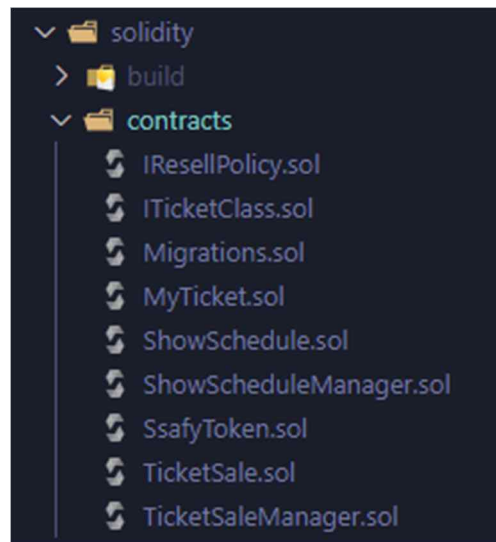 solidity
build
contracts
IResellPolicy.sol
ITicketClass.sol
Migrations.sol
MyTicket.sol
ShowSchedule.sol
ShowScheduleManager.sol
SsafyToken.sol
TicketSale.sol
TicketSaleManager.sol